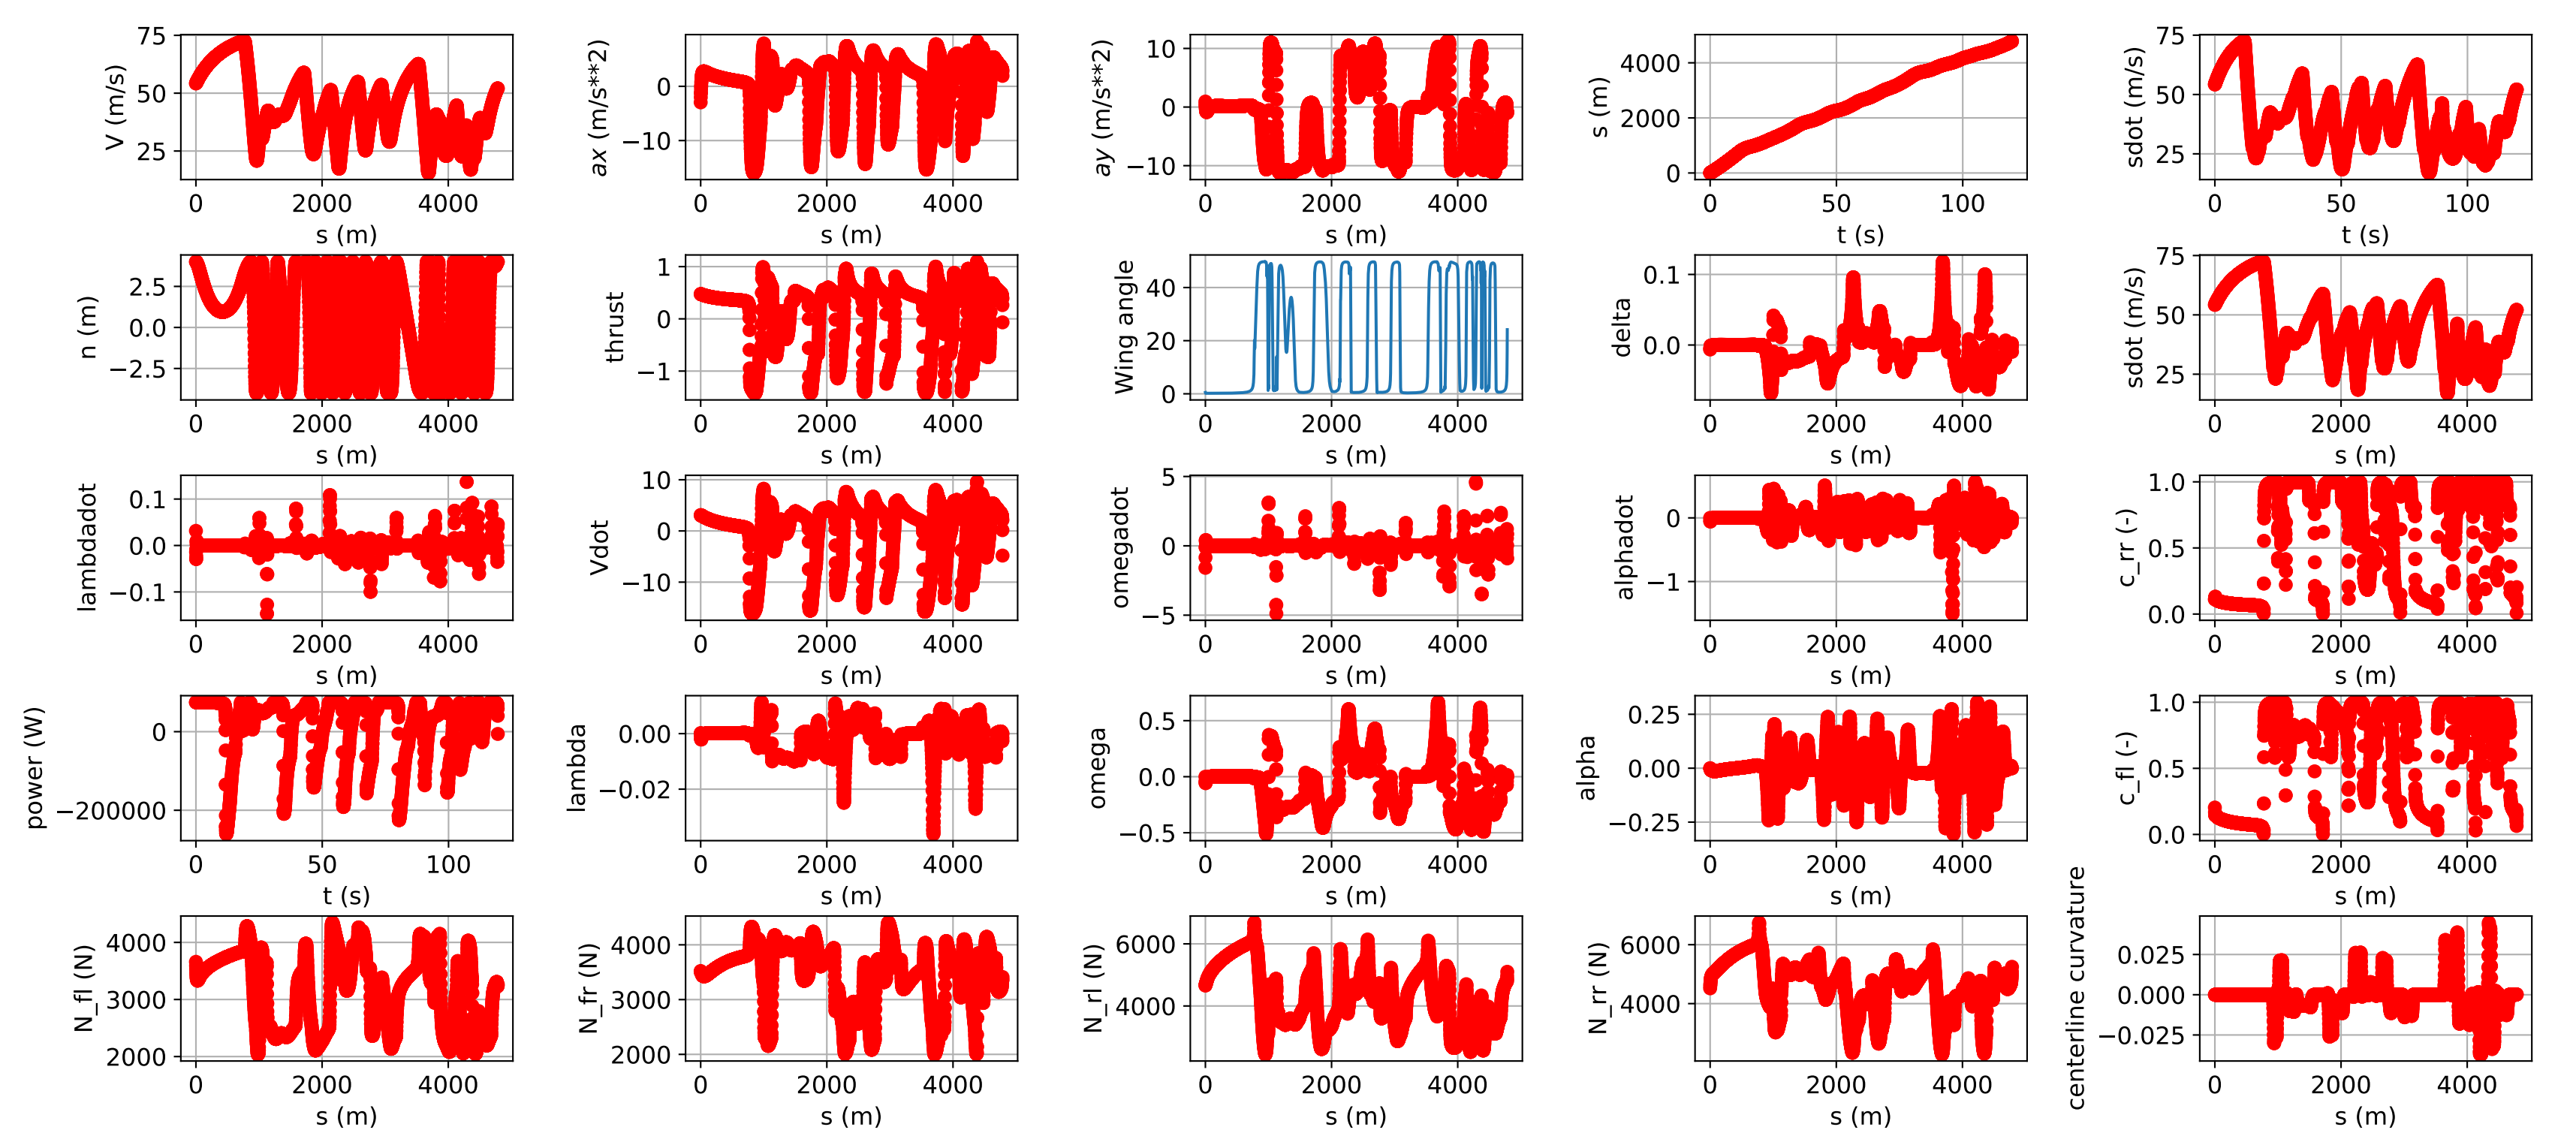 V (m/s)
75
50
25
0 2000 4000
s (m)
ax (m/s**2)
0
−10
0 2000 4000
s (m)
ay (m/s**2)
10
0
−10
0 2000 4000
s (m)
s (m)
4000
2000
0
0 50 100
t (s)
sdot (m/s)
75
50
25
0 50 100
t (s)
n (m)
2.5
0.0
−2.5
0 2000 4000
s (m)
thrust
1
0
−1
0 2000 4000
s (m)
Wing angle
40
20
0
0 2000 4000
s (m)
delta
0.1
0.0
0 2000 4000
s (m)
sdot (m/s)
75
50
25
0 2000 4000
s (m)
lambdadot
0.1
0.0
−0.1
0 2000 4000
s (m)
Vdot
10
0
−10
0 2000 4000
s (m)
omegadot
5
0
−5
0 2000 4000
s (m)
alphadot
0
−1
0 2000 4000
s (m)
c_rr (-)
1.0
0.5
0.0
0 2000 4000
s (m)
power (W)
0
−200000
0 50 100
t (s)
lambda
0.00
−0.02
0 2000 4000
s (m)
omega
0.5
0.0
−0.5
0 2000 4000
s (m)
alpha
0.25
0.00
−0.25
0 2000 4000
s (m)
c_fl (-)
1.0
0.5
0.0
0 2000 4000
s (m)
N_fl (N)
4000
3000
2000
0 2000 4000
s (m)
N_fr (N)
4000
3000
2000
0 2000 4000
s (m)
N_rl (N)
6000
4000
0 2000 4000
s (m)
N_rr (N)
6000
4000
0 2000 4000
s (m)
centerline curvature
0.025
0.000
−0.025
0 2000 4000
s (m)